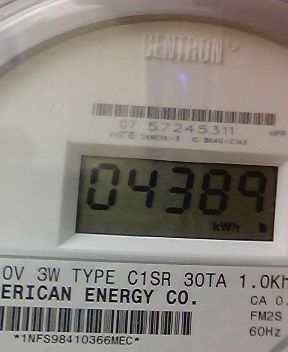 CENTRON®
07 57245311 HPP
04389
kWh
0V 3W TYPE C1SR 30TA 1.0Kh
ERICAN ENERGY CO. CA 0.
FM2S
60Hz
*1NFS98410366MEC*